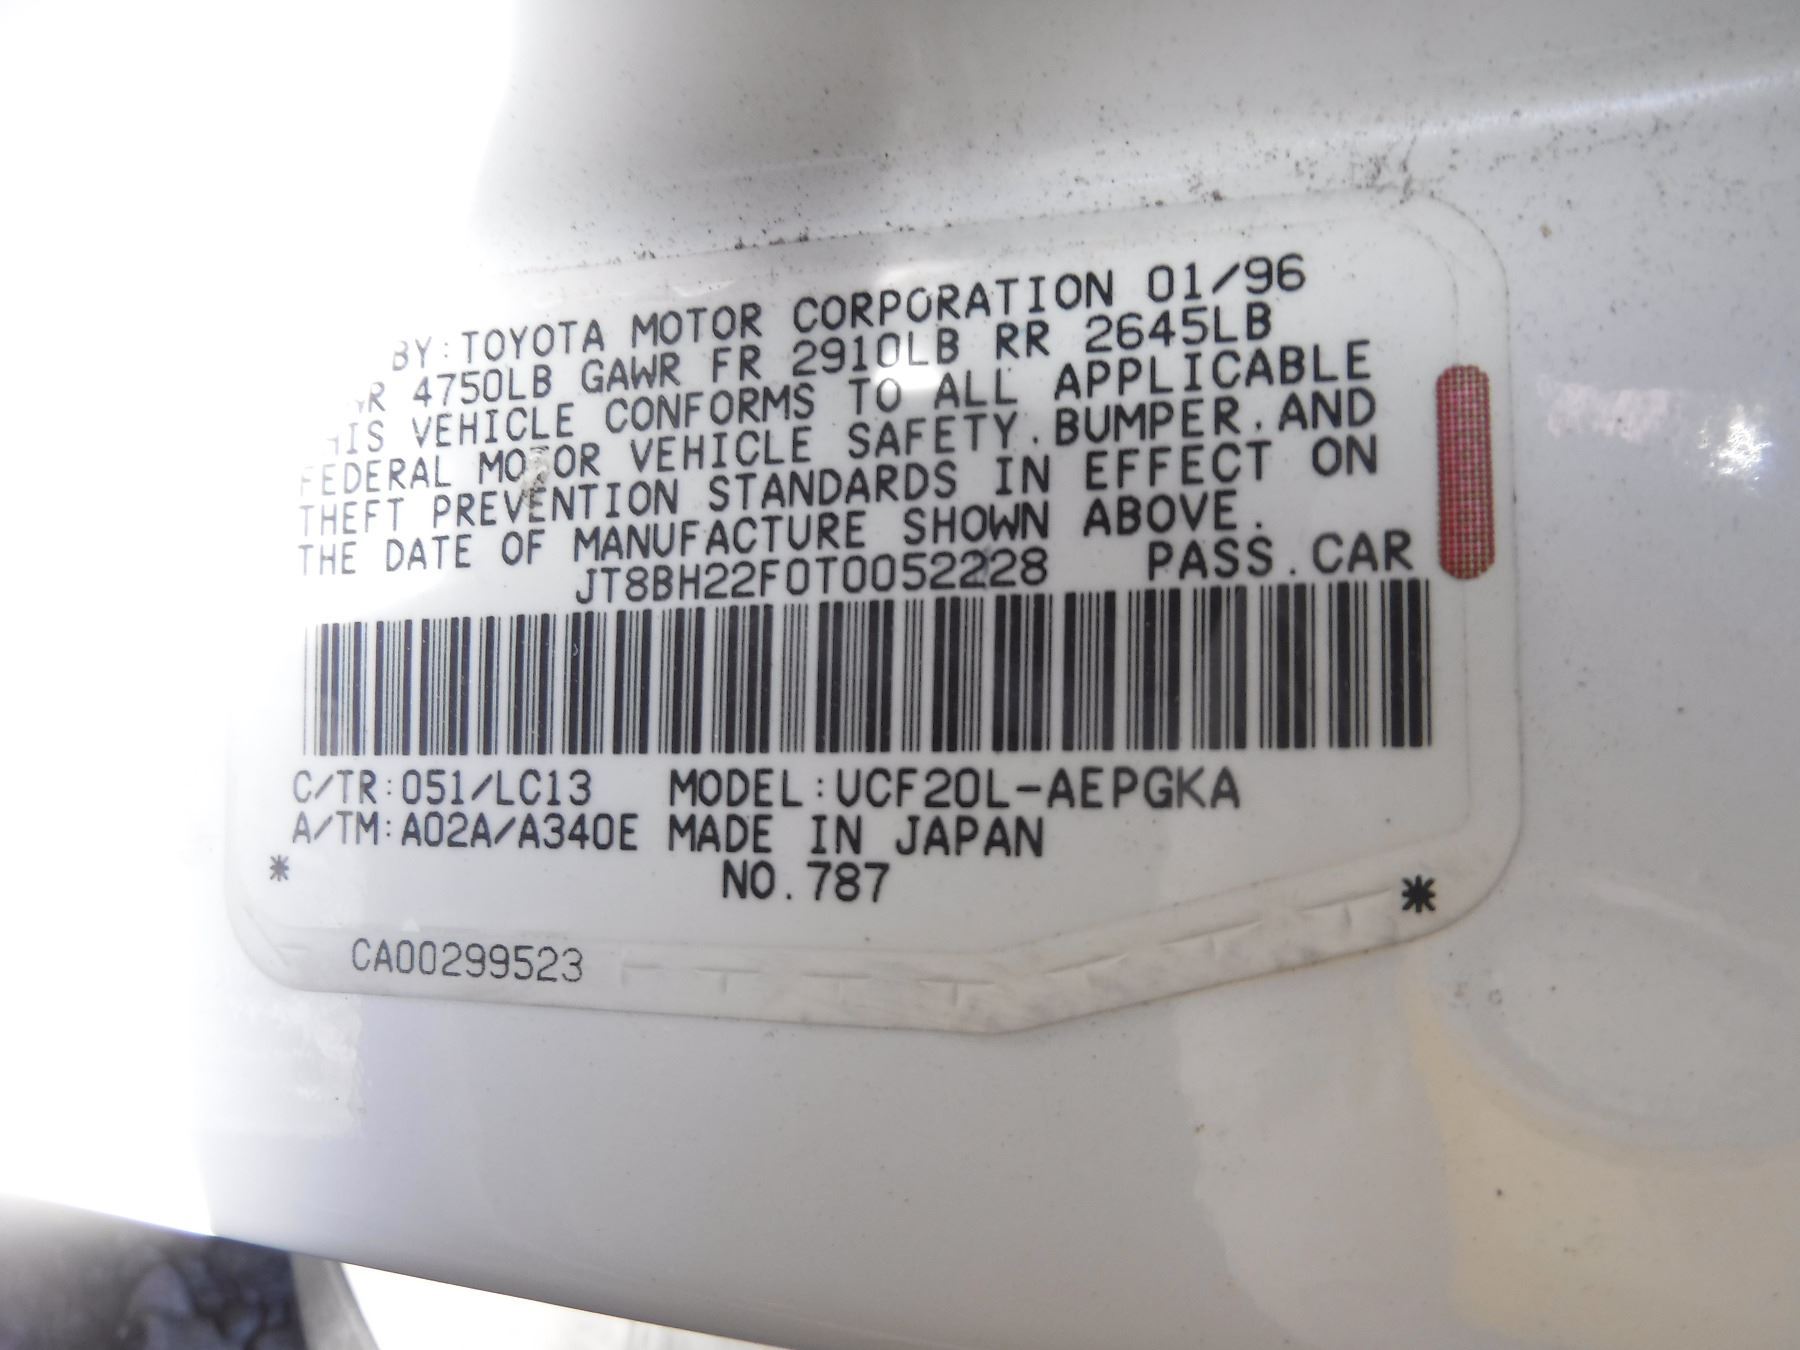 BY:TOYOTA MOTOR CORPORATION 01/96
4750LB GAWR FR 2910LB RR 2645LB
HIS VEHICLE CONFORMS TO ALL APPLICABLE
FEDERAL MOTOR VEHICLE SAFETY.BUMPER.AND
THEFT PREVENTION STANDARDS IN EFFECT ON
THE DATE OF MANUFACTURE SHOWN ABOVE.
JT8BH22F0T0052228 PASS.CAR
C/TR:051/LC13 MODEL:UCF20L-AEPGKA
A/TM:A02A/A340E MADE IN JAPAN
* NO.787 *
CA00299523